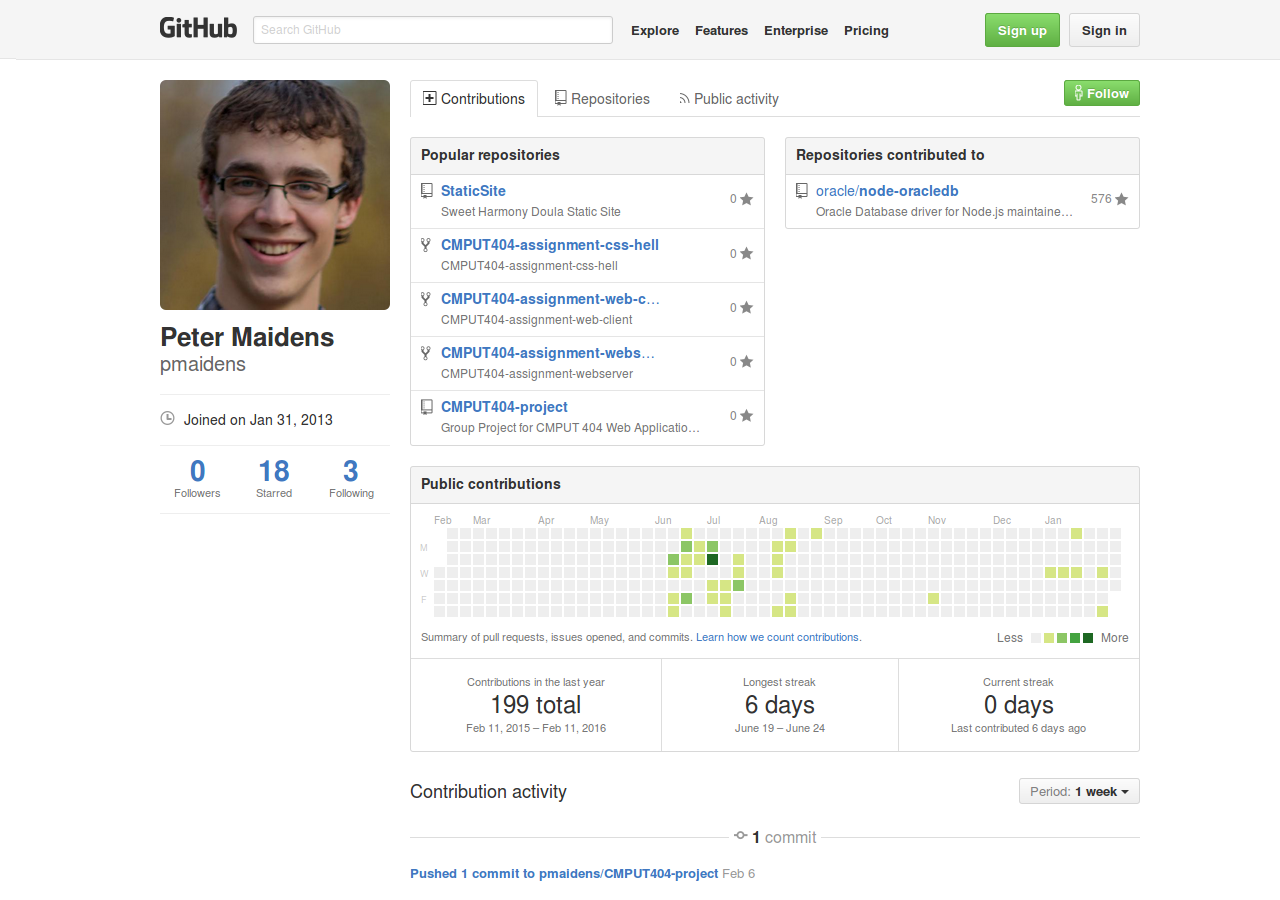 GitHub Search GitHub Explore Features Enterprise Pricing Sign up Sign in
Contributions Repositories Public activity Follow
Peter Maidens
pmaidens
Joined on Jan 31, 2013
0 18 3
Followers Starred Following
Popular repositories
StaticSite 0
Sweet Harmony Doula Static Site
CMPUT404-assignment-css-hell 0
CMPUT404-assignment-css-hell
CMPUT404-assignment-web-c… 0
CMPUT404-assignment-web-client
CMPUT404-assignment-webs… 0
CMPUT404-assignment-webserver
CMPUT404-project 0
Group Project for CMPUT 404 Web Applicatio…
Repositories contributed to
oracle/node-oracledb 576
Oracle Database driver for Node.js maintaine…
Public contributions
Feb Mar Apr May Jun Jul Aug Sep Oct Nov Dec Jan
M
W
F
Summary of pull requests, issues opened, and commits. Learn how we count contributions. Less More
Contributions in the last year
199 total
Feb 11, 2015 – Feb 11, 2016
Longest streak
6 days
June 19 – June 24
Current streak
0 days
Last contributed 6 days ago
Contribution activity Period: 1 week
1 commit
Pushed 1 commit to pmaidens/CMPUT404-project Feb 6